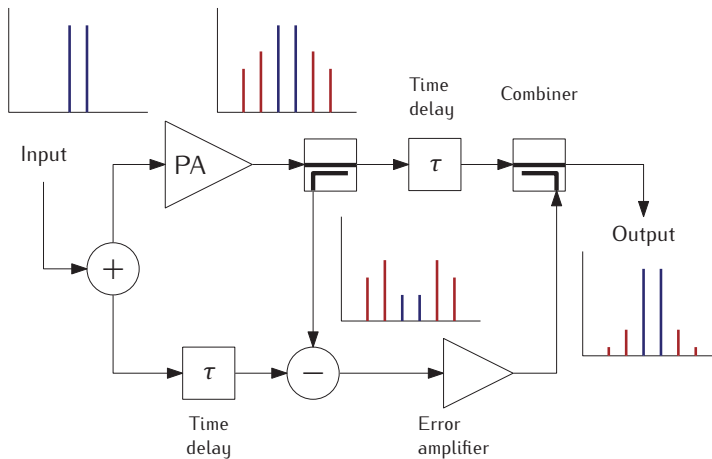 Time
delay
Combiner
Input
PA
τ
+
Output
τ
−
Time
delay
Error
amplifier